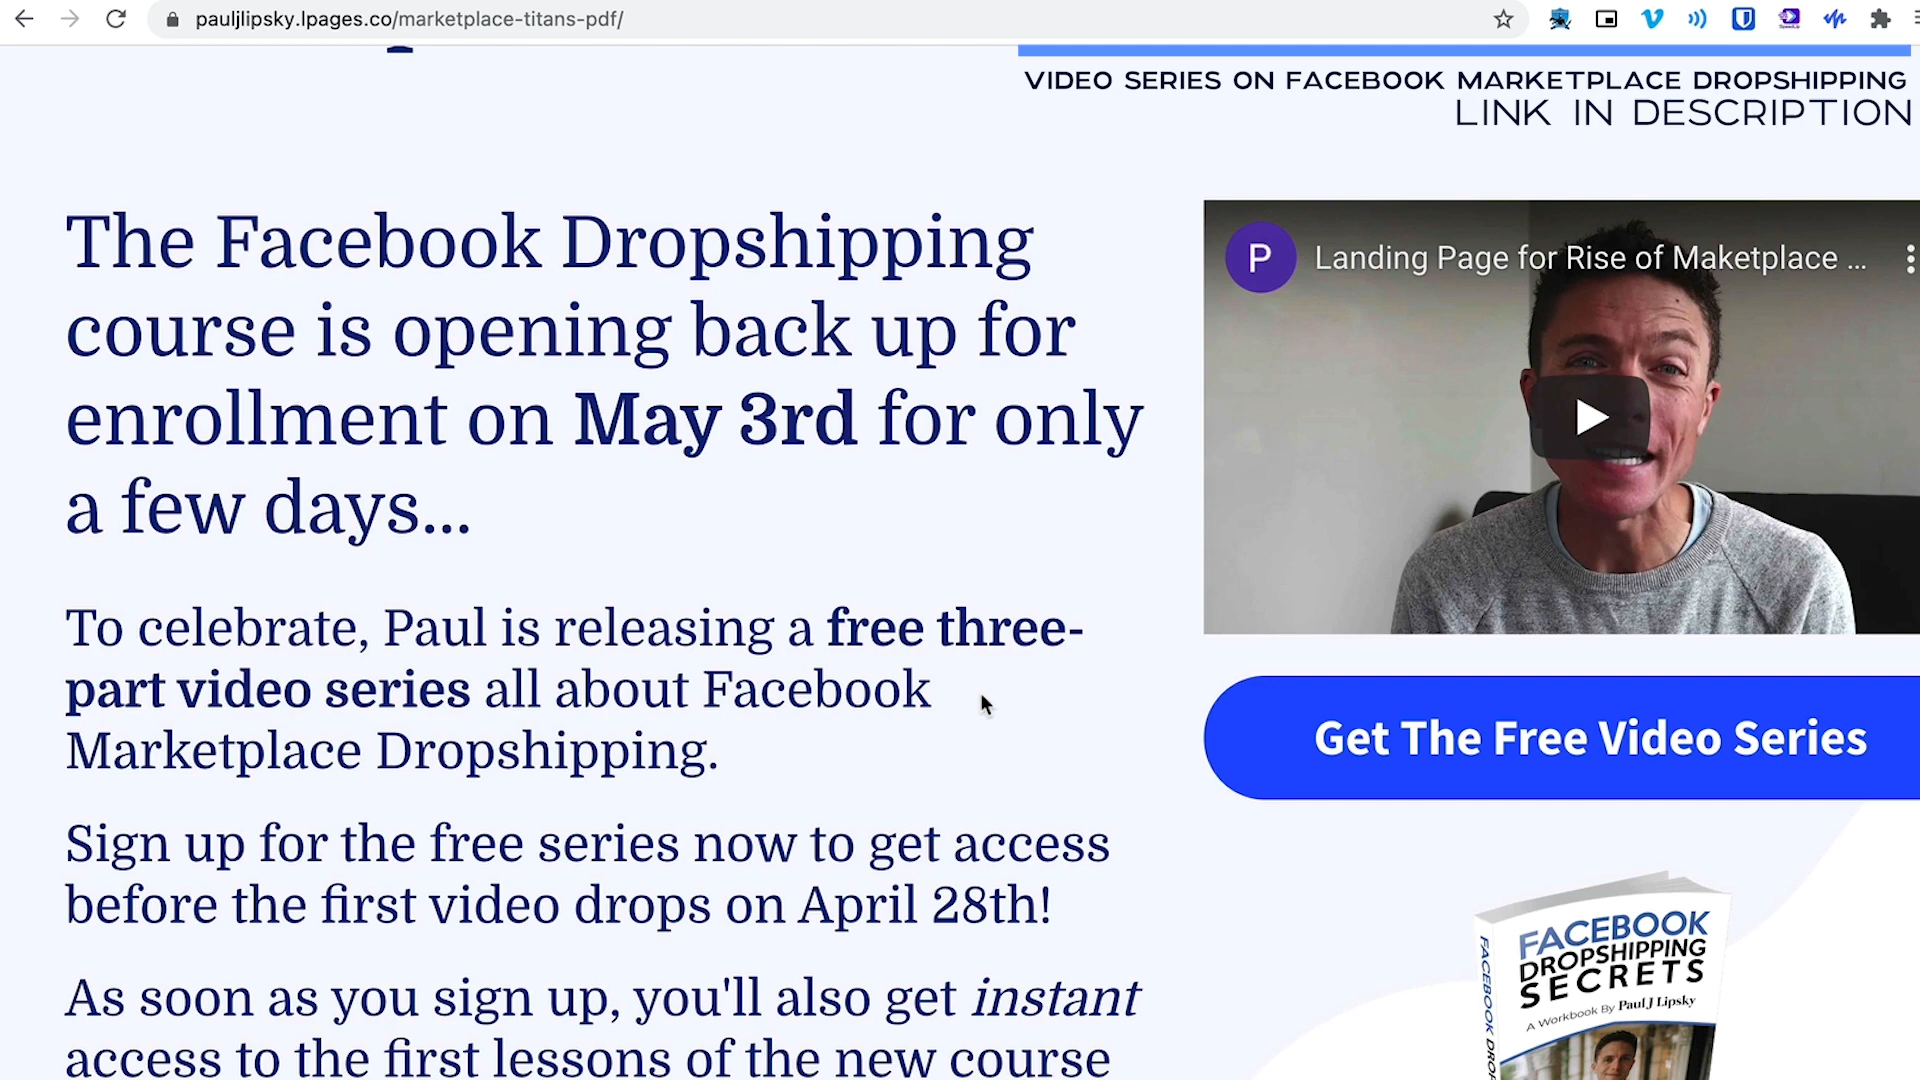 pauljlipsky.lpages.co/marketplace-titans-pdf/
VIDEO SERIES ON FACEBOOK MARKETPLACE DROPSHIPPING
LINK IN DESCRIPTION
The Facebook Dropshipping
course is opening back up for
enrollment on May 3rd for only
a few days...
To celebrate, Paul is releasing a free three-
part video series all about Facebook
Marketplace Dropshipping.
Sign up for the free series now to get access
before the first video drops on April 28th!
As soon as you sign up, you'll also get instant
access to the first lessons of the new course
P
Landing Page for Rise of Maketplace ...
Get The Free Video Series
FACEBOOK
DROPSHIPPING
SECRETS
A Workbook By Paul J Lipsky
FACEBOOK DROP